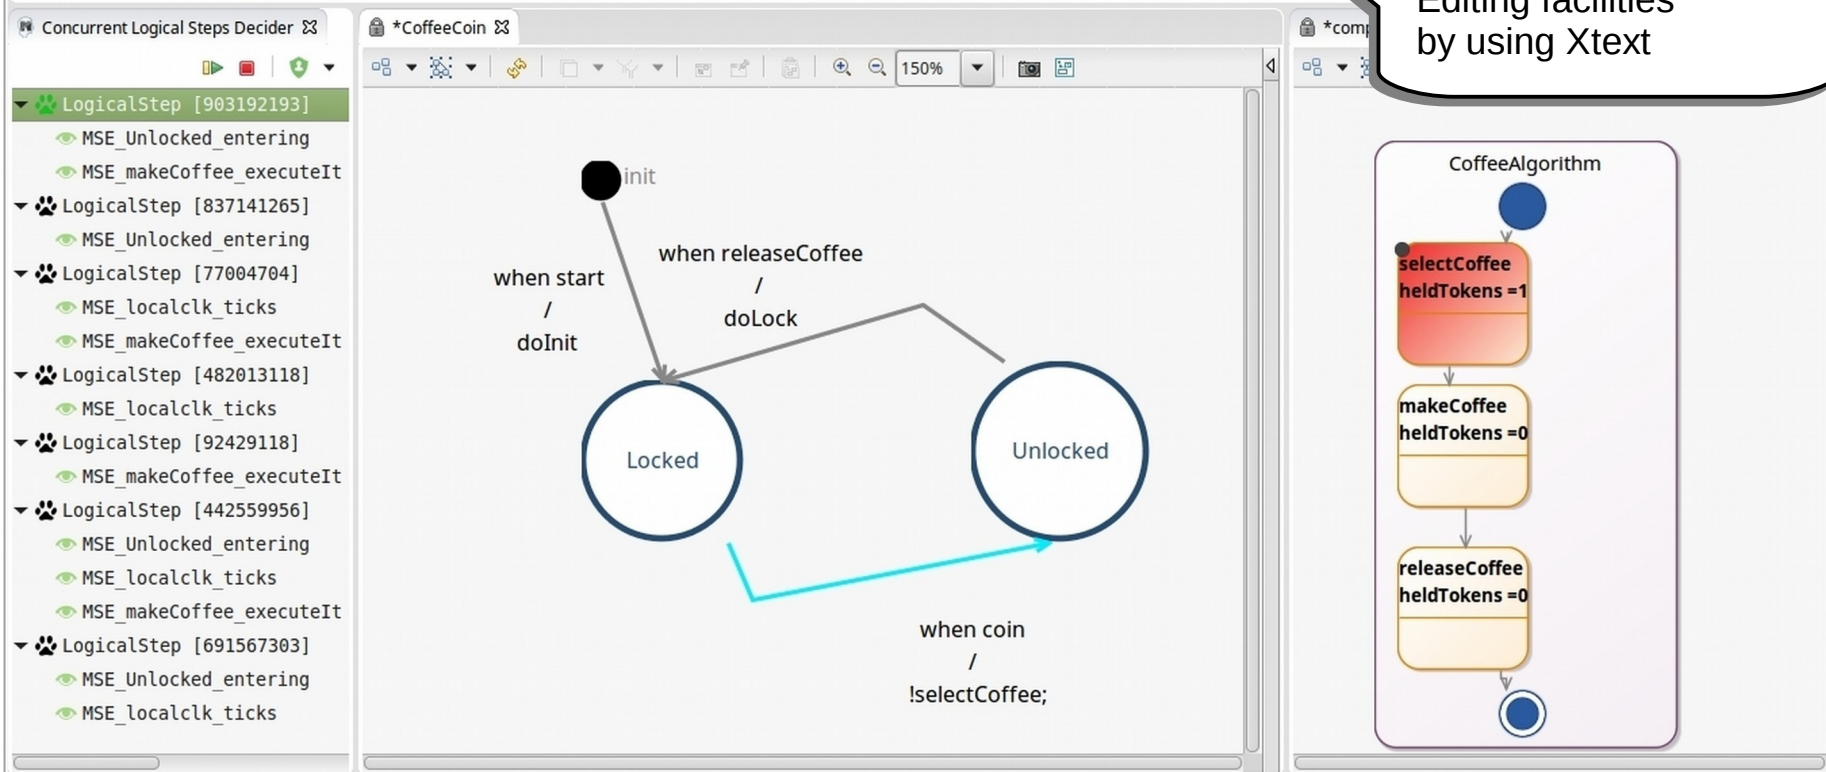 Concurrent Logical Steps Decider
LogicalStep [903192193]
MSE_Unlocked_entering
MSE_makeCoffee_executeIt
LogicalStep [837141265]
MSE_Unlocked_entering
LogicalStep [77004704]
MSE_localclk_ticks
MSE_makeCoffee_executeIt
LogicalStep [482013118]
MSE_localclk_ticks
LogicalStep [92429118]
MSE_makeCoffee_executeIt
LogicalStep [442559956]
MSE_Unlocked_entering
MSE_localclk_ticks
MSE_makeCoffee_executeIt
LogicalStep [691567303]
MSE_Unlocked_entering
MSE_localclk_ticks
*CoffeeCoin
150%
init
when start
/
doInit
when releaseCoffee
/
doLock
Locked
Unlocked
when coin
/
!selectCoffee;
*comp
Editing facilities
by using Xtext
CoffeeAlgorithm
selectCoffee
heldTokens =1
makeCoffee
heldTokens =0
releaseCoffee
heldTokens =0